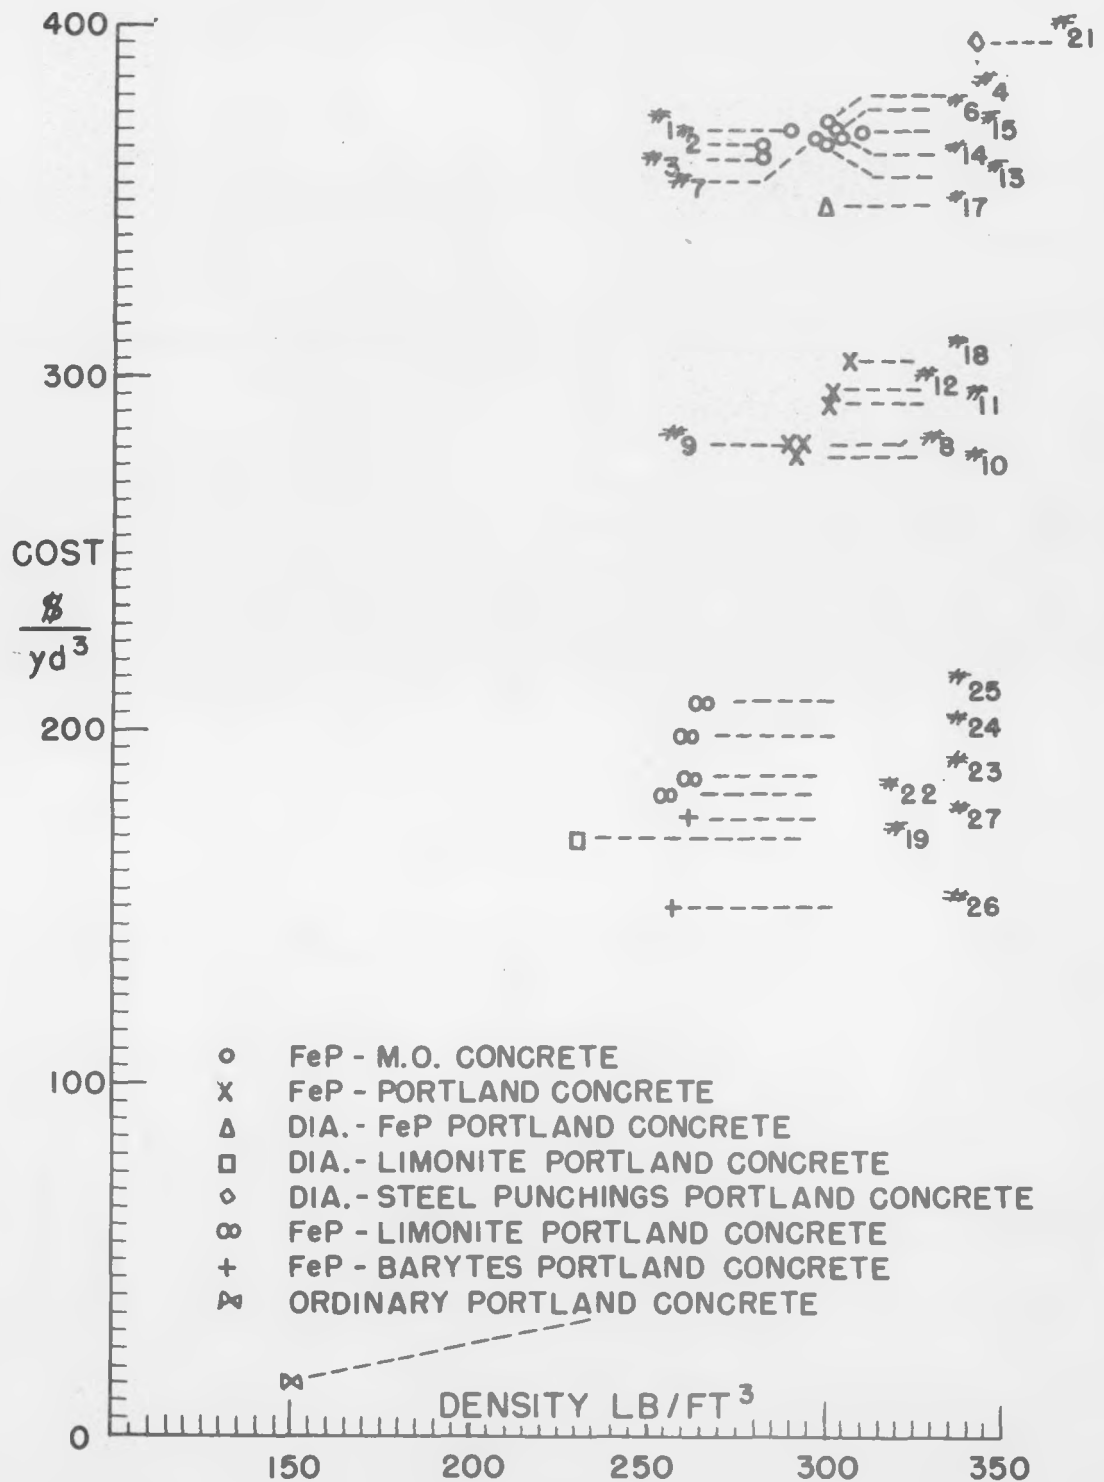 400
#21
#4
#6
#15
#1
#2
#14
#3
#13
#7
#17
#18
300
#12
#11
#9
#8
#10
COST
$
yd³
#25
200
#24
#23
#22
#27
#19
#26
FeP - M.O. CONCRETE
100
FeP - PORTLAND CONCRETE
DIA. - FeP PORTLAND CONCRETE
DIA. - LIMONITE PORTLAND CONCRETE
DIA. - STEEL PUNCHINGS PORTLAND CONCRETE
FeP - LIMONITE PORTLAND CONCRETE
FeP - BARYTES PORTLAND CONCRETE
ORDINARY PORTLAND CONCRETE
DENSITY LB/FT³
0
150 200 250 300 350